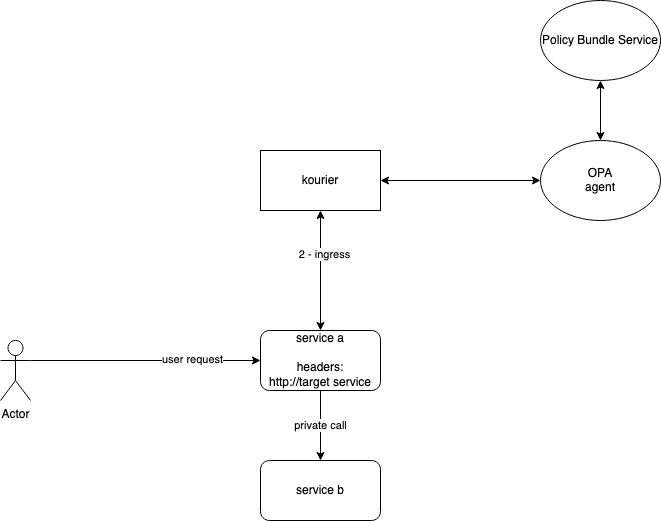 Policy Bundle Service
OPA
agent
kourier
2 - ingress
service a
headers:
http://target service
user request
Actor
private call
service b